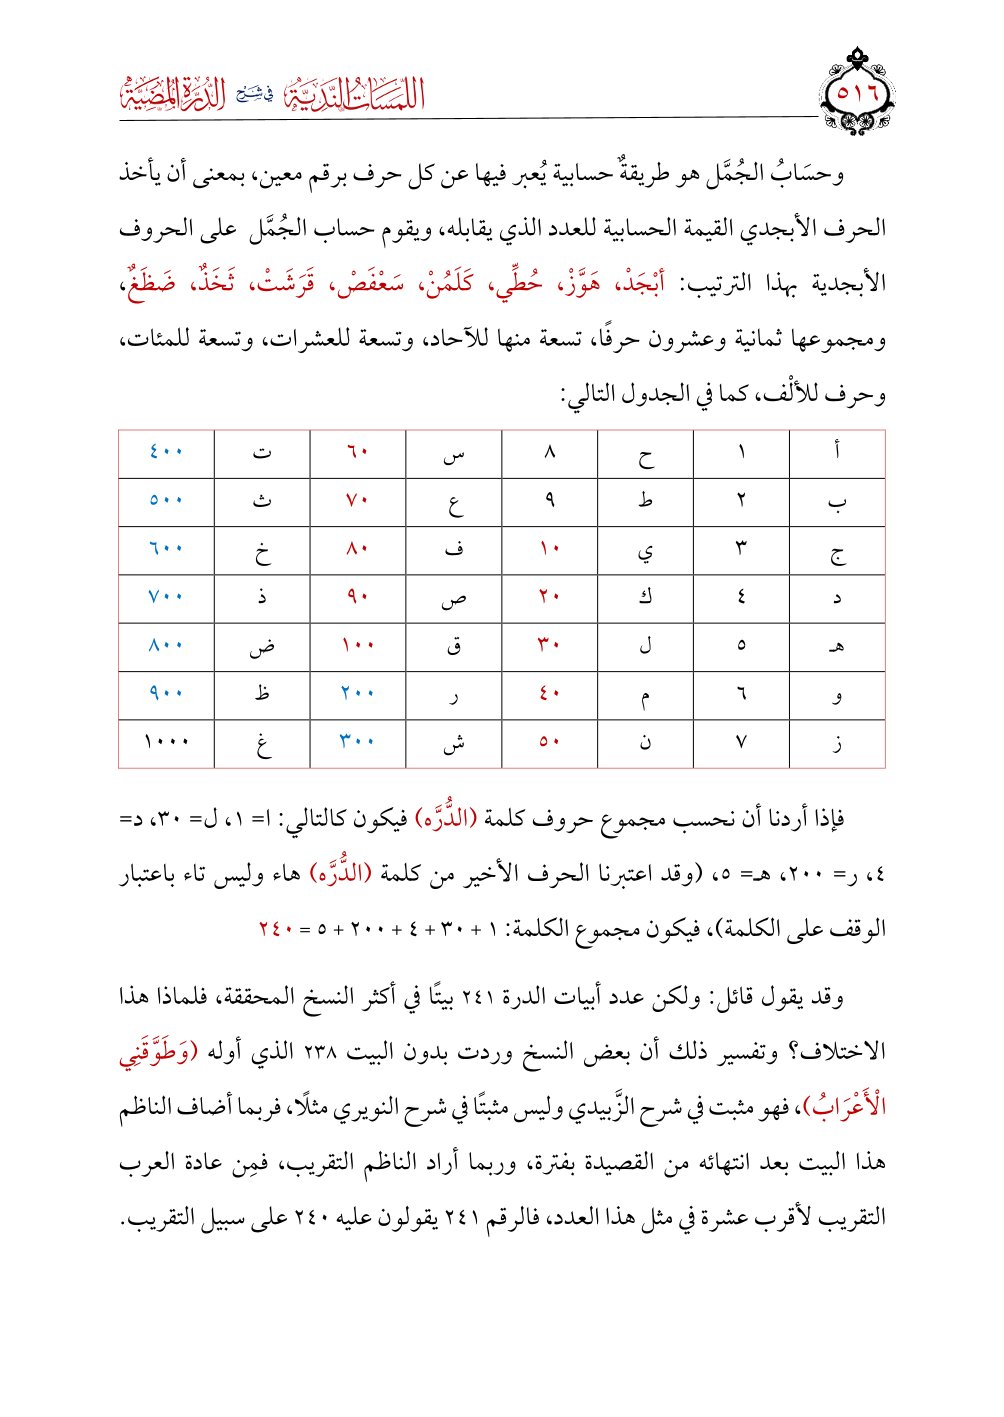 اللمسات الندية في شرح الدرة المضية
٥١٦
وحسَابُ الجُمَّل هو طريقةٌ حسابية يُعبر فيها عن كل حرف برقم معين، بمعنى أن يأخذ
الحرف الأبجدي القيمة الحسابية للعدد الذي يقابله، ويقوم حساب الجُمَّل على الحروف
الأبجدية بهذا الترتيب: أبْجَدْ، هَوَّزْ، حُطِّي، كَلَمُنْ، سَعْفَصْ، قَرَشَتْ، ثَخَذٌ، ضَظَغٌ،
ومجموعها ثمانية وعشرون حرفًا، تسعة منها للآحاد، وتسعة للعشرات، وتسعة للمئات،
وحرف للألْف، كما في الجدول التالي:
أ ١ ح ٨ س ٦٠ ت ٤٠٠
ب ٢ ط ٩ ع ٧٠ ث ٥٠٠
ج ٣ ي ١٠ ف ٨٠ خ ٦٠٠
د ٤ ك ٢٠ ص ٩٠ ذ ٧٠٠
هـ ٥ ل ٣٠ ق ١٠٠ ض ٨٠٠
و ٦ م ٤٠ ر ٢٠٠ ظ ٩٠٠
ز ٧ ن ٥٠ ش ٣٠٠ غ ١٠٠٠
فإذا أردنا أن نحسب مجموع حروف كلمة (الدُّرَّه) فيكون كالتالي: ا= ١، ل= ٣٠، د=
٤، ر= ٢٠٠، هـ= ٥، (وقد اعتبرنا الحرف الأخير من كلمة (الدُّرَّه) هاء وليس تاء باعتبار
الوقف على الكلمة)، فيكون مجموع الكلمة: ١ + ٣٠ + ٤ + ٢٠٠ + ٥ = ٢٤٠
وقد يقول قائل: ولكن عدد أبيات الدرة ٢٤١ بيتًا في أكثر النسخ المحققة، فلماذا هذا
الاختلاف؟ وتفسير ذلك أن بعض النسخ وردت بدون البيت ٢٣٨ الذي أوله (وَطَوَّقَنِي
الْأَعْرَابُ)، فهو مثبت في شرح الزَّبيدي وليس مثبتًا في شرح النويري مثلًا، فربما أضاف الناظم
هذا البيت بعد انتهائه من القصيدة بفترة، وربما أراد الناظم التقريب، فمِن عادة العرب
التقريب لأقرب عشرة في مثل هذا العدد، فالرقم ٢٤١ يقولون عليه ٢٤٠ على سبيل التقريب.